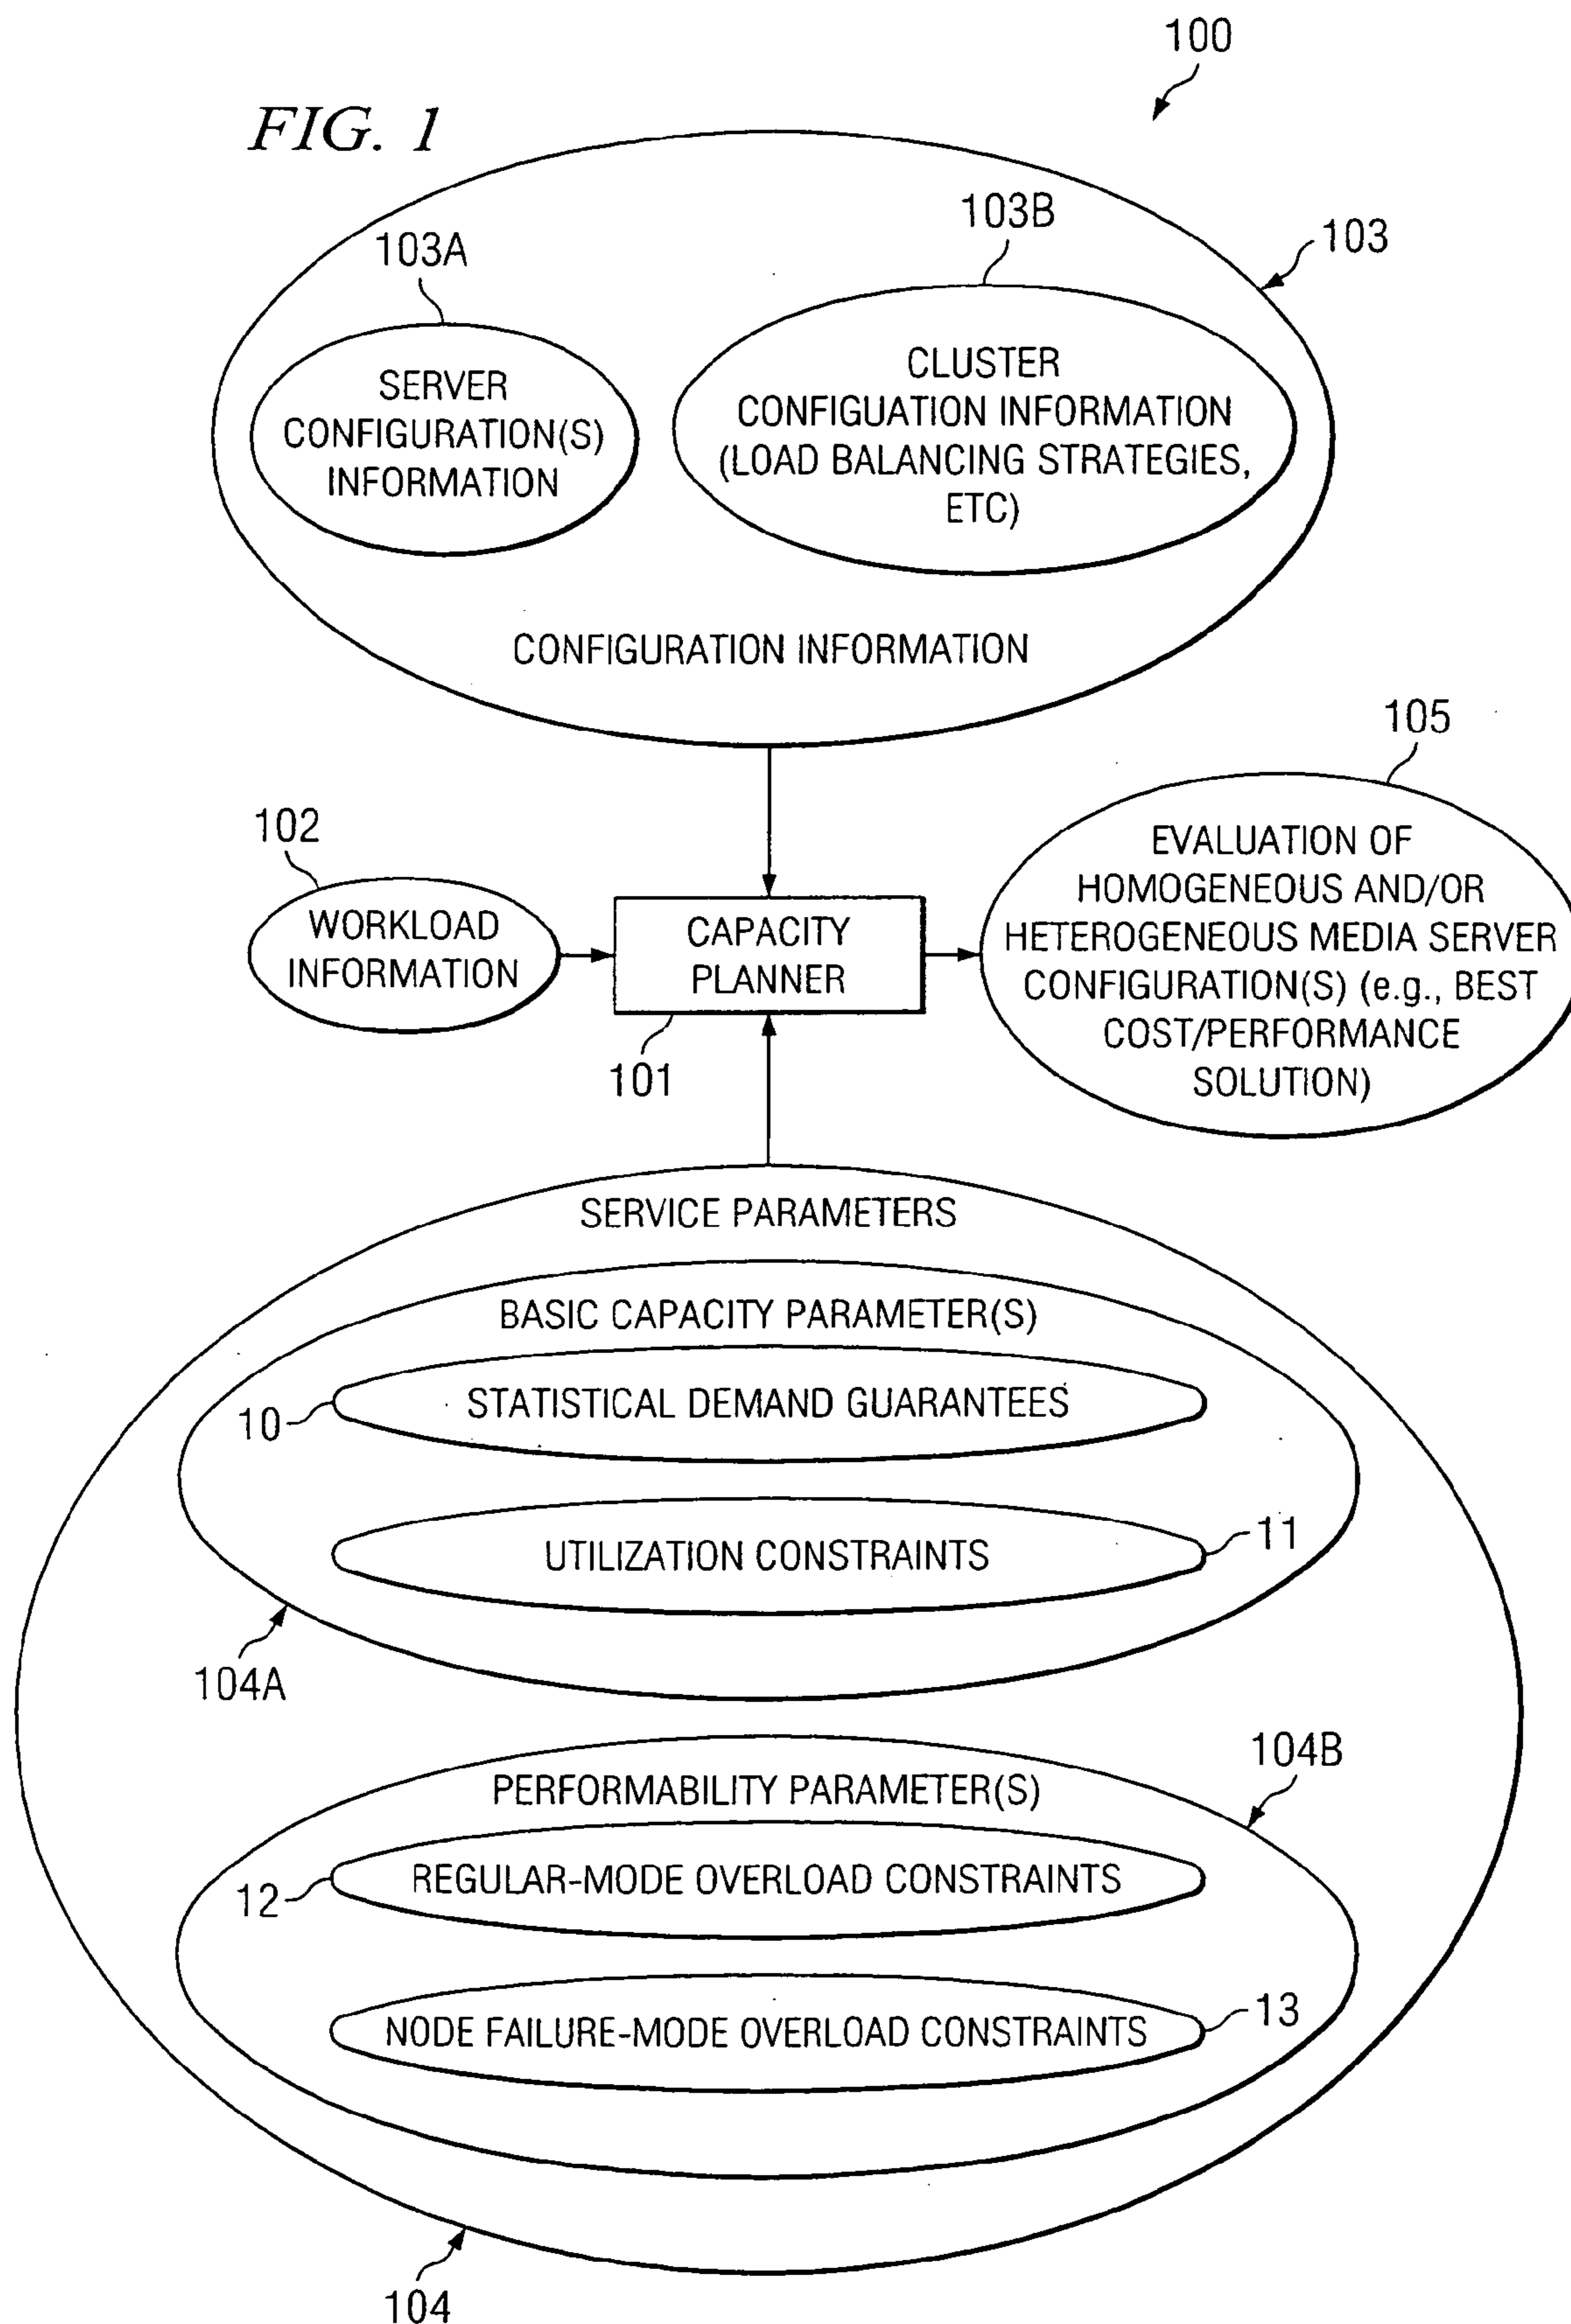 100
FIG. 1
103B
103A
103
SERVER
CONFIGURATION(S)
INFORMATION
CLUSTER
CONFIGUATION INFORMATION
(LOAD BALANCING STRATEGIES,
ETC)
CONFIGURATION INFORMATION
105
102
WORKLOAD
INFORMATION
CAPACITY
PLANNER
101
EVALUATION OF
HOMOGENEOUS AND/OR
HETEROGENEOUS MEDIA SERVER
CONFIGURATION(S) (e.g., BEST
COST/PERFORMANCE
SOLUTION)
SERVICE PARAMETERS
BASIC CAPACITY PARAMETER(S)
STATISTICAL DEMAND GUARANTEES
10
UTILIZATION CONSTRAINTS
11
104A
104B
PERFORMABILITY PARAMETER(S)
REGULAR-MODE OVERLOAD CONSTRAINTS
12
NODE FAILURE-MODE OVERLOAD CONSTRAINTS
13
104